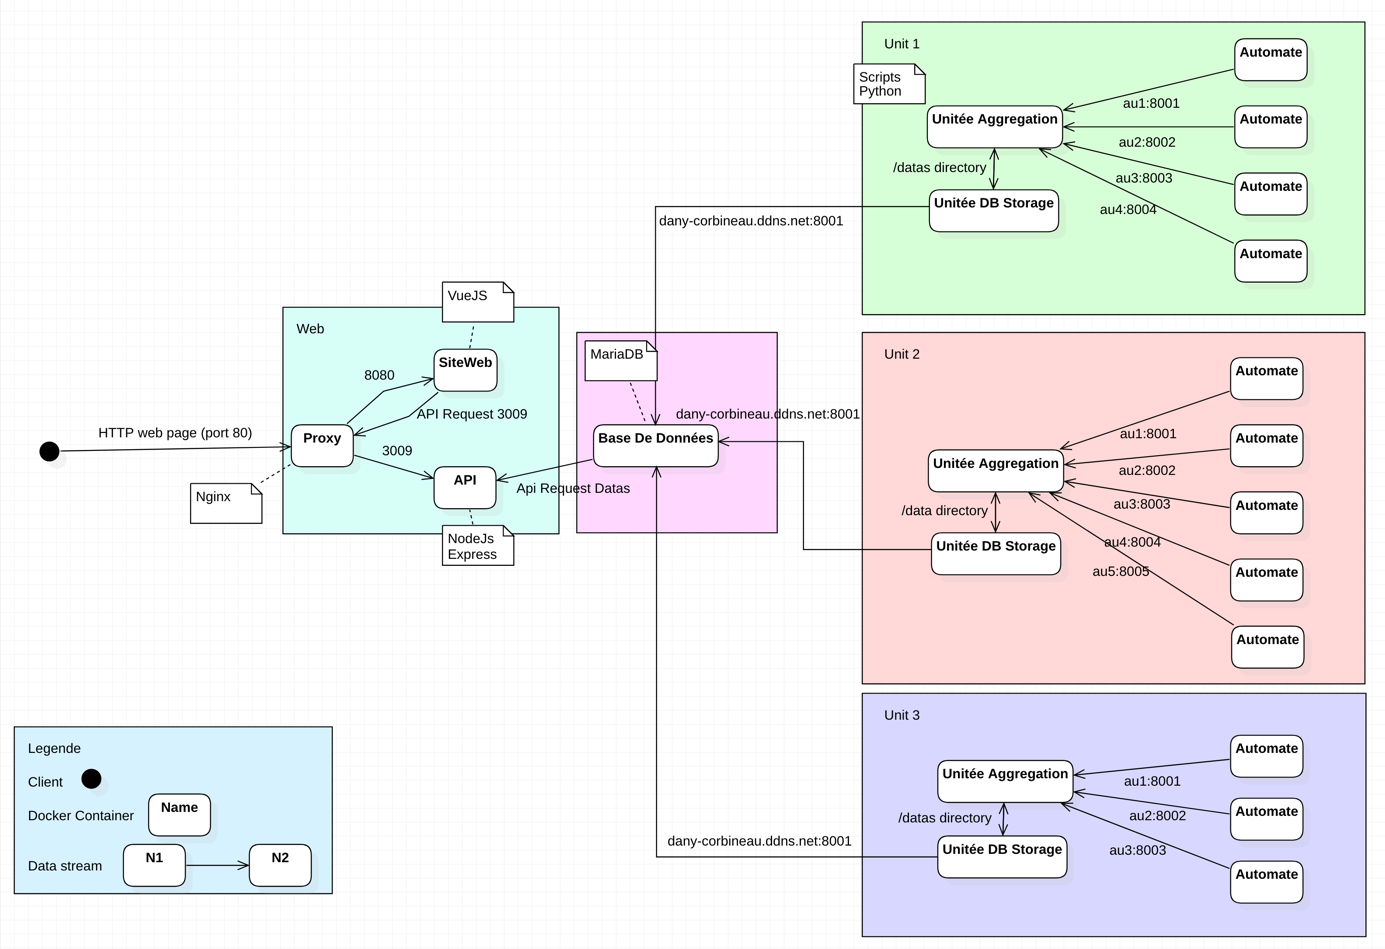 Unit 1
Scripts
Python
Automate
au1:8001
Unitée Aggregation
Automate
au2:8002
/datas directory
au3:8003
Automate
Unitée DB Storage
au4:8004
dany-corbineau.ddns.net:8001
Automate
VueJS
Web
SiteWeb
8080
API Request 3009
HTTP web page (port 80)
Proxy
3009
API
Nginx
NodeJs
Express
MariaDB
dany-corbineau.ddns.net:8001
Base De Données
Api Request Datas
Unit 2
Automate
au1:8001
Automate
Unitée Aggregation
au2:8002
au3:8003
Automate
/data directory
au4:8004
Unitée DB Storage
au5:8005
Automate
Automate
Unit 3
Automate
Unitée Aggregation
au1:8001
Automate
/datas directory
au2:8002
dany-corbineau.ddns.net:8001
Unitée DB Storage
au3:8003
Automate
Legende
Client
Docker Container
Name
Data stream
N1
N2